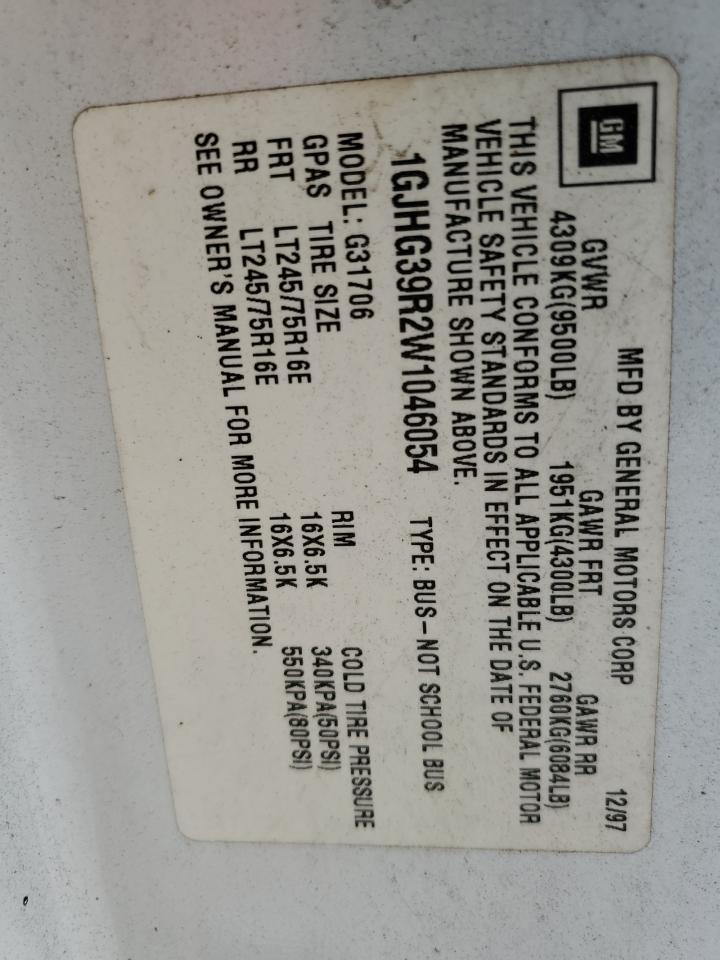 GM
MFD BY GENERAL MOTORS CORP 12/97
GVWR GAWR FRT GAWR RR
4309KG(9500LB) 1951KG(4300LB) 2760KG(6084LB)
THIS VEHICLE CONFORMS TO ALL APPLICABLE U.S. FEDERAL MOTOR
VEHICLE SAFETY STANDARDS IN EFFECT ON THE DATE OF
MANUFACTURE SHOWN ABOVE.
1GJHG39R2W1046054 TYPE: BUS-NOT SCHOOL BUS
MODEL: G31706
GPAS TIRE SIZE RIM COLD TIRE PRESSURE
FRT LT245/75R16E 16X6.5K 340KPA(50PSI)
RR LT245/75R16E 16X6.5K 550KPA(80PSI)
SEE OWNER'S MANUAL FOR MORE INFORMATION.